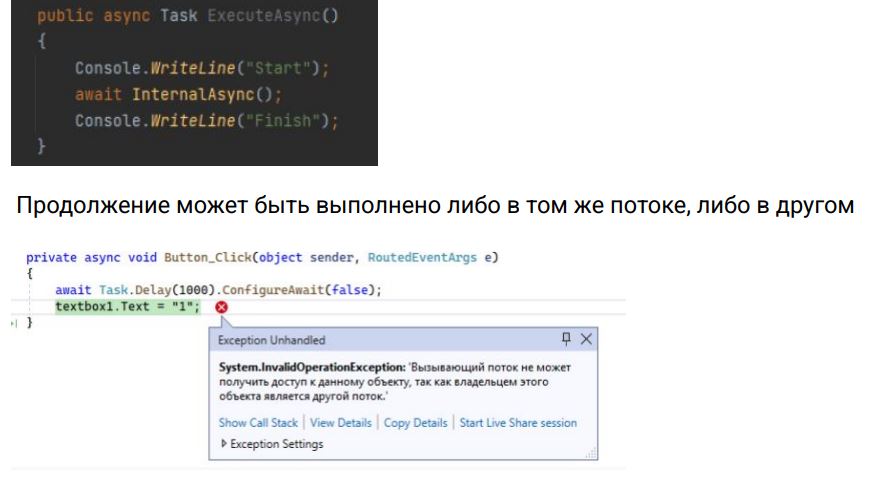 public async Task ExecuteAsync()
{
Console.WriteLine("Start");
await InternalAsync();
Console.WriteLine("Finish");
}
Продолжение может быть выполнено либо в том же потоке, либо в другом
private async void Button_Click(object sender, RoutedEventArgs e)
{
await Task.Delay(1000).ConfigureAwait(false);
textbox1.Text = "1";
}
Exception Unhandled
System.InvalidOperationException: 'Вызывающий поток не может
получить доступ к данному объекту, так как владельцем этого
объекта является другой поток.'
Show Call Stack | View Details | Copy Details | Start Live Share session
Exception Settings